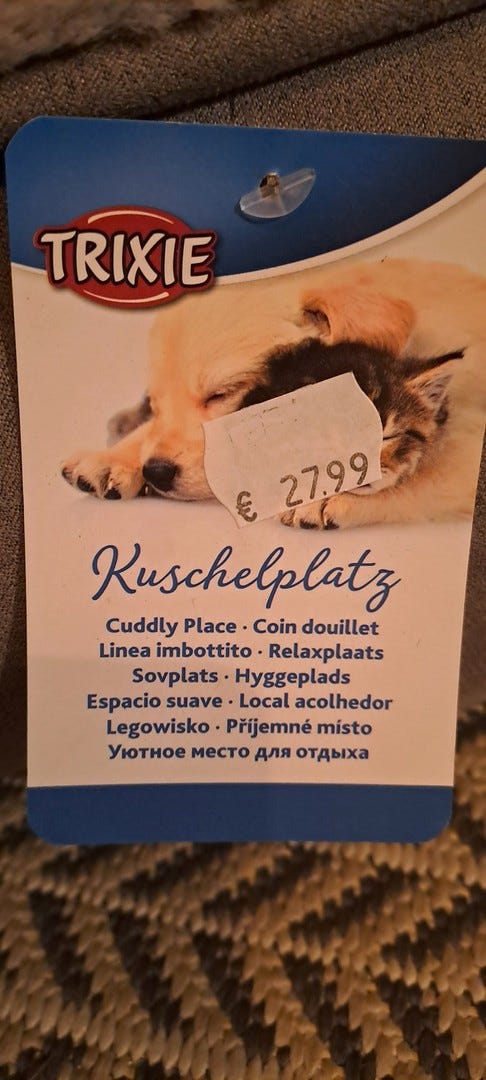 TRIXIE
€ 27.99
Kuschelplatz
Cuddly Place · Coin douillet
Linea imbottito · Relaxplaats
Sovplats · Hyggeplads
Espacio suave · Local acolhedor
Legowisko · Příjemné místo
Уютное место для отдыха